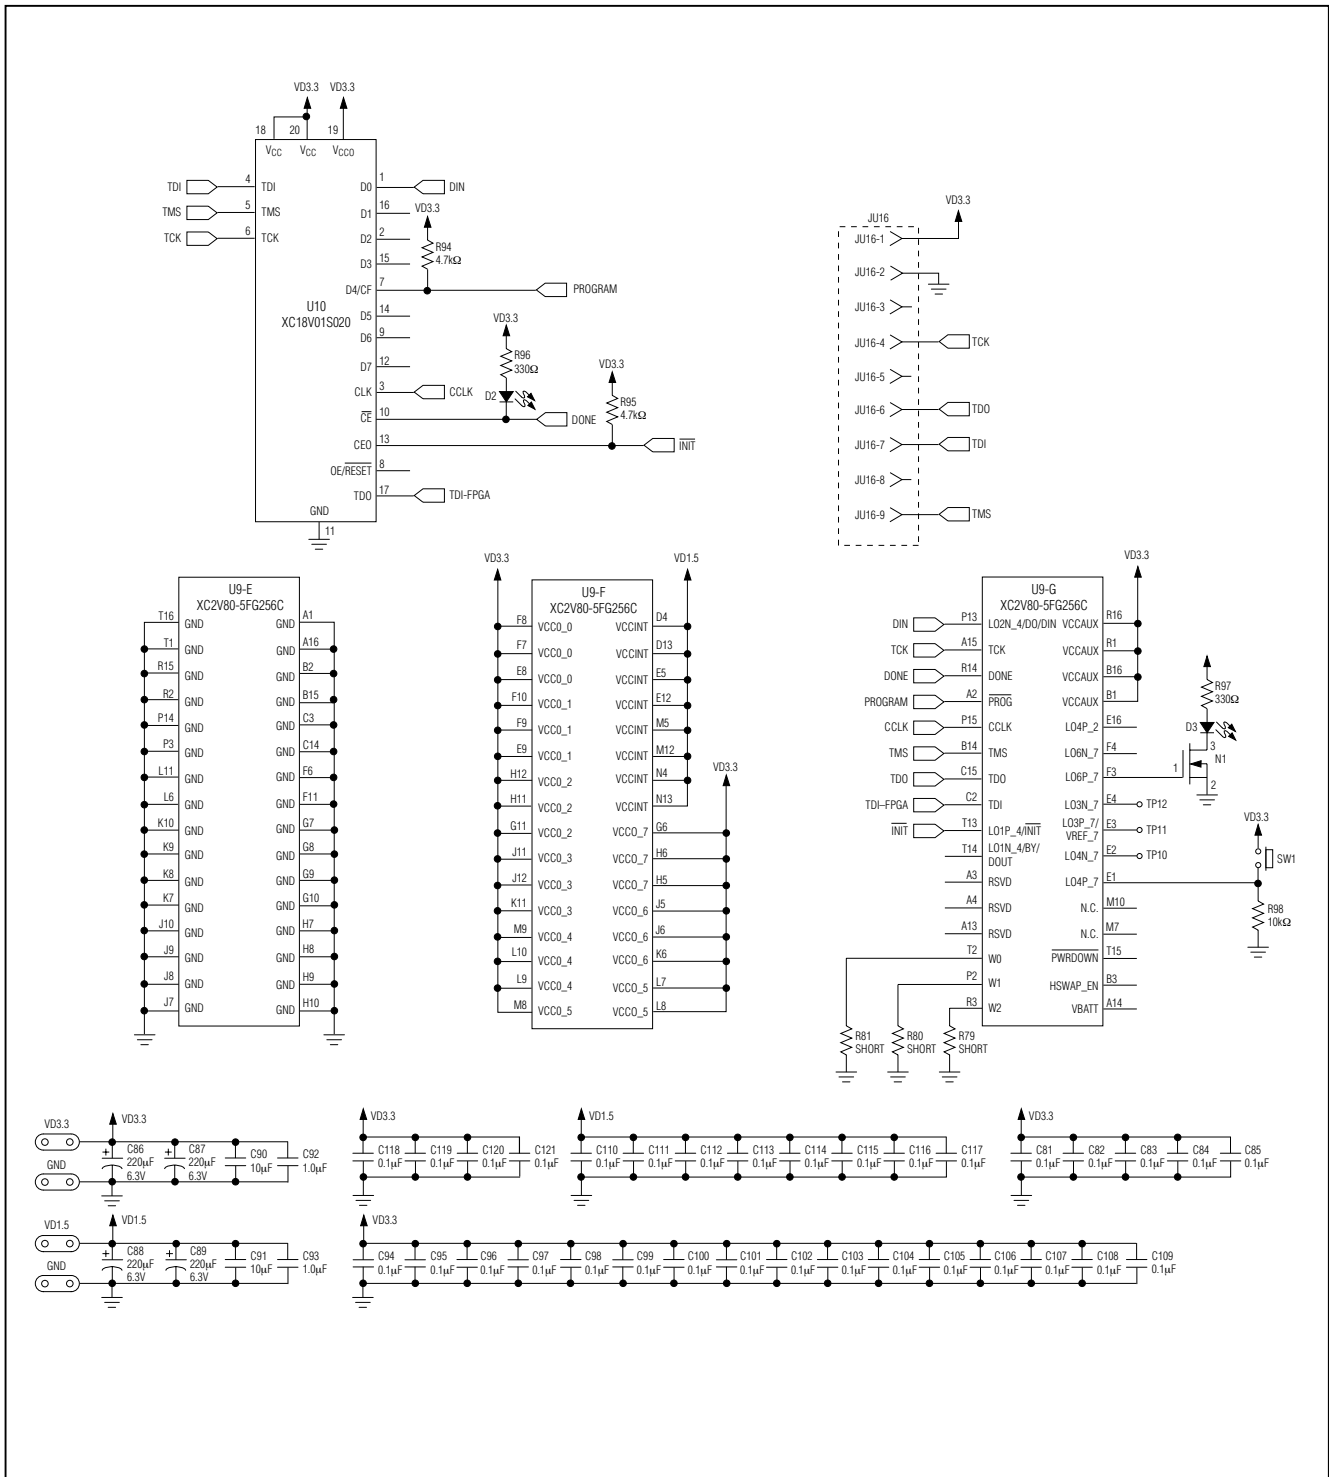 VD3.3 VD3.3
18 20 19
VCC VCC VCCO
TDI 4 TDI
TMS 5 TMS
TCK 6 TCK
D0 1 DIN
D1 16
D2 2
D3 15
D4/CF 7 PROGRAM
D5 14
D6 9
D7 12
CLK 3 CCLK
CE 10 DONE
CEO 13 INIT
OE/RESET 8
TDO 17 TDI-FPGA
GND
11
U10
XC18V01S020
VD3.3
R94
4.7kΩ
VD3.3
R96
330Ω
D2
VD3.3
R95
4.7kΩ
VD3.3
JU16
JU16-1
JU16-2
JU16-3
JU16-4 TCK
JU16-5
JU16-6 TDO
JU16-7 TDI
JU16-8
JU16-9 TMS
U9-E
XC2V80-5FG256C
T16 GND GND A1
T1 GND GND A16
R15 GND GND B2
R2 GND GND B15
P14 GND GND C3
P3 GND GND C14
L11 GND GND F6
L6 GND GND F11
K10 GND GND G7
K9 GND GND G8
K8 GND GND G9
K7 GND GND G10
J10 GND GND H7
J9 GND GND H8
J8 GND GND H9
J7 GND GND H10
VD3.3 VD1.5
U9-F
XC2V80-5FG256C
F8 VCCO_0 VCCINT D4
F7 VCCO_0 VCCINT D13
E8 VCCO_0 VCCINT E5
F10 VCCO_1 VCCINT E12
F9 VCCO_1 VCCINT M5
E9 VCCO_1 VCCINT M12
H12 VCCO_2 VCCINT N4
H11 VCCO_2 VCCINT N13
VD3.3
G11 VCCO_2 VCCO_7 G6
J11 VCCO_3 VCCO_7 H6
J12 VCCO_3 VCCO_7 H5
K11 VCCO_3 VCCO_6 J5
M9 VCCO_4 VCCO_6 J6
L10 VCCO_4 VCCO_6 K6
L9 VCCO_4 VCCO_5 L7
M8 VCCO_5 VCCO_5 L8
VD3.3
U9-G
XC2V80-5FG256C
DIN P13 LO2N_4/DO/DIN VCCAUX R16
TCK A15 TCK VCCAUX R1
DONE R14 DONE VCCAUX B16
PROGRAM A2 PROG VCCAUX B1
CCLK P15 CCLK LO4P_2 E16
TMS B14 TMS LO6N_7 F4
TDO C15 TDO LO6P_7 F3
TDI–FPGA C2 TDI LO3N_7 E4 TP12
INIT T13 LO1P_4/INIT LO3P_7/ VREF_7 E3 TP11
T14 LO1N_4/BY/ DOUT LO4N_7 E2 TP10
A3 RSVD LO4P_7 E1
A4 RSVD N.C. M10
A13 RSVD N.C. M7
T2 W0 PWRDOWN T15
P2 W1 HSWAP_EN B3
R3 W2 VBATT A14
R97
330Ω
D3
3
1 N1
2
VD3.3
SW1
R98
10kΩ
R81
SHORT
R80
SHORT
R79
SHORT
VD3.3 VD3.3
GND
C86
220μF
6.3V
C87
220μF
6.3V
C90
10μF
C92
1.0μF
VD3.3
C118
0.1μF
C119
0.1μF
C120
0.1μF
C121
0.1μF
VD1.5
C110
0.1μF
C111
0.1μF
C112
0.1μF
C113
0.1μF
C114
0.1μF
C115
0.1μF
C116
0.1μF
C117
0.1μF
VD3.3
C81
0.1μF
C82
0.1μF
C83
0.1μF
C84
0.1μF
C85
0.1μF
VD1.5 VD1.5
GND
C88
220μF
6.3V
C89
220μF
6.3V
C91
10μF
C93
1.0μF
VD3.3
C94
0.1μF
C95
0.1μF
C96
0.1μF
C97
0.1μF
C98
0.1μF
C99
0.1μF
C100
0.1μF
C101
0.1μF
C102
0.1μF
C103
0.1μF
C104
0.1μF
C105
0.1μF
C106
0.1μF
C107
0.1μF
C108
0.1μF
C109
0.1μF